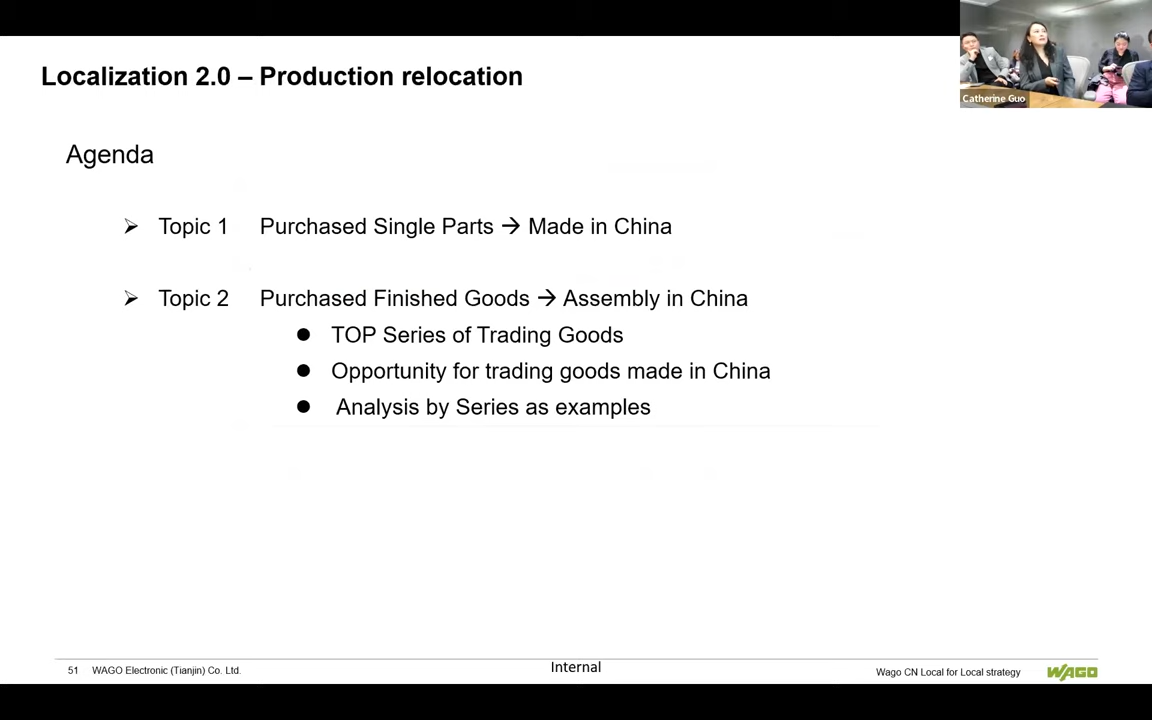 Localization 2.0 – Production relocation
Catherine Guo
Agenda
➢ Topic 1 Purchased Single Parts → Made in China
➢ Topic 2 Purchased Finished Goods → Assembly in China
● TOP Series of Trading Goods
● Opportunity for trading goods made in China
● Analysis by Series as examples
51 WAGO Electronic (Tianjin) Co. Ltd. Internal Wago CN Local for Local strategy WAGO